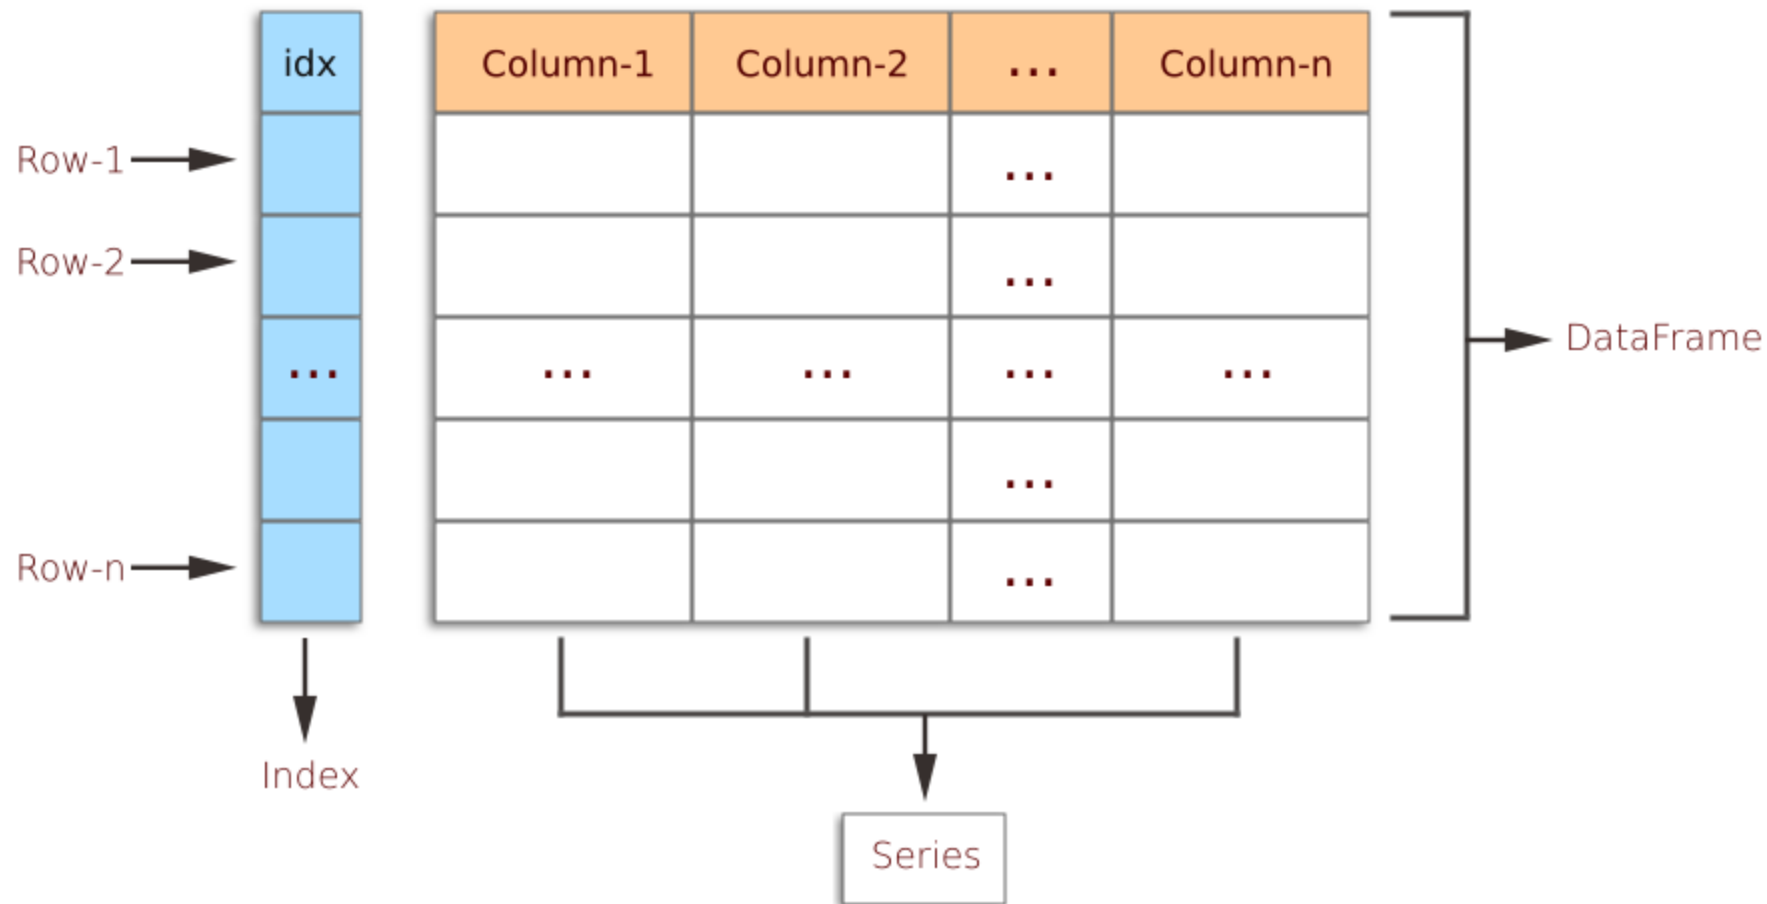 idx Column-1 Column-2 ... Column-n
Row-1 ...
Row-2 ...
... ... ... ... ...
...
Row-n ...
DataFrame
Index
Series